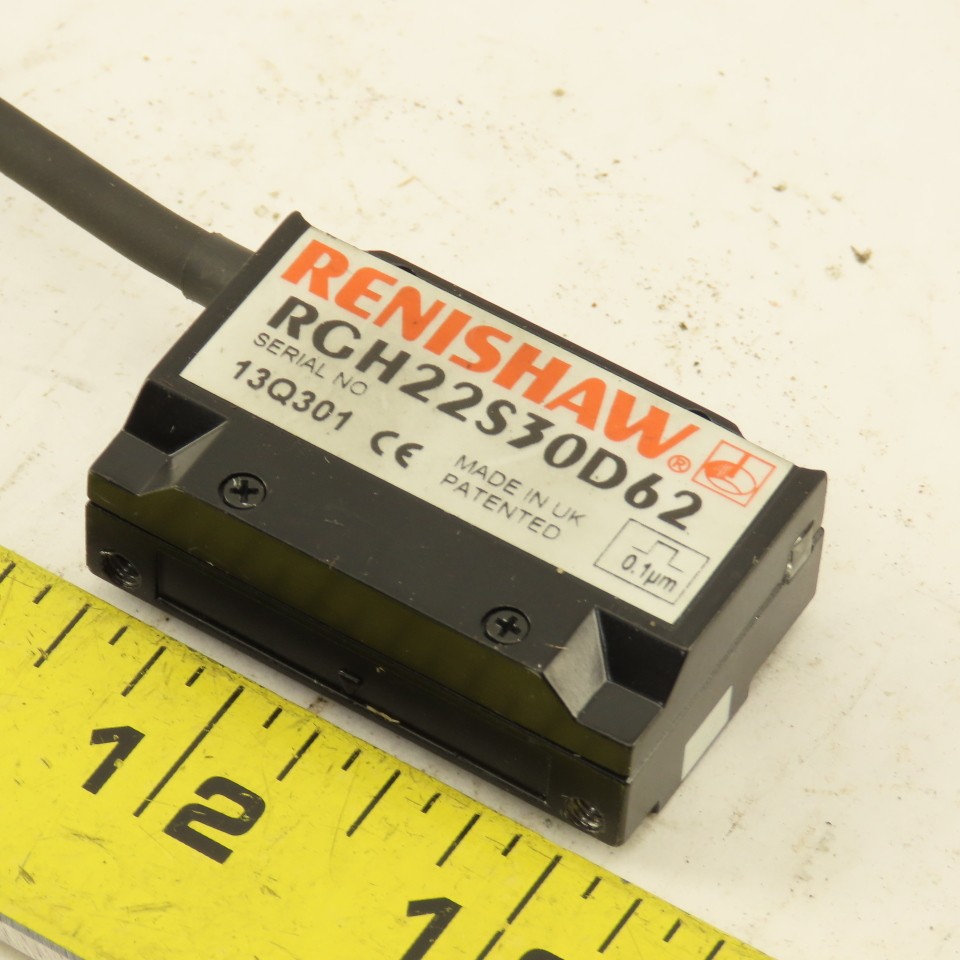 RENISHAW®
RGH22S30D62
SERIAL NO
13Q301 CE
MADE IN UK
PATENTED
0.1µm
1
2
1